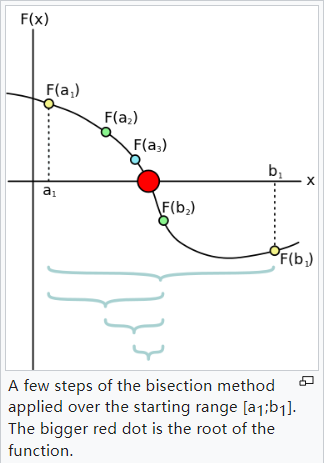 F(x)
F(a₁)
F(a₂)
F(a₃)
b₁
x
a₁
F(b₂)
F(b₁)
A few steps of the bisection method
applied over the starting range [a₁;b₁].
The bigger red dot is the root of the
function.